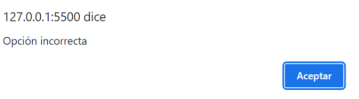 127.0.0.1:5500 dice
Opción incorrecta
Aceptar